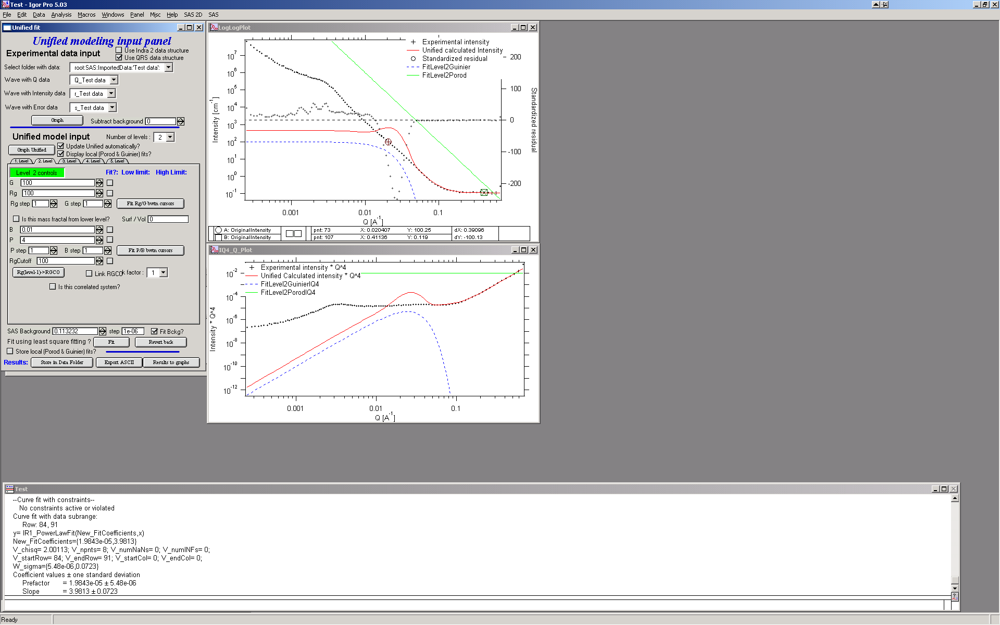 Test - Igor Pro 5.03
File Edit Data Analysis Macros Windows Panel Misc Help SAS 2D SAS
Unified fit
Unified modeling input panel
Experimental data input
Use Indra 2 data structure
Use QRS data structure
Select folder with data: root:SAS:ImportedData:'Test data':
Wave with Q data Q_Test data
Wave with Intensity data r_Test data
Wave with Error data s_Test data
Graph Subtract background 0
Unified model input Number of levels : 2
Graph Unified Update Unified automatically?
Display local (Porod & Guinier) fits?
1. Level 2. Level 3. Level 4. Level 5. Level
Level 2 controls Fit?: Low limit: High Limit:
G 100
Rg 100
Rg step 1 G step 1 Fit Rg/G bwtn cursors
Is this mass fractal from lower level? Surf / Vol 0
B 0.01
P 4
P step 1 B step 1 Fit P/B bwtn cursors
RgCutoff 100
Rg(level-1)->RGCO Link RGCO k factor : 1
Is this correlated system?
SAS Background 0.113232 step 1e-06 Fit Bckg?
Fit using least square fitting ? Fit Revert back
Store local (Porod & Guinier) fits?
Results: Store in Data Folder Export ASCII Results to graphs
LogLogPlot
Experimental intensity
Unified calculated Intensity
Standardized residual
FitLevel2Guinier
FitLevel2Porod
10^7
10^6
10^5
10^4
10^3
10^2
10^1
10^0
10^-1
Intensity [cm^-1]
200
100
0
-100
-200
Standardized residual
0.001 0.01 0.1
Q [A^-1]
A: OriginalIntensity pnt: 73 X: 0.020407 Y: 100.25 dX: 0.39096
B: OriginalIntensity pnt: 107 X: 0.41136 Y: 0.119 dY: -100.13
IQ4_Q_Plot
Experimental intensity * Q^4
Unified Calculated intensity * Q^4
FitLevel2GuinierIQ4
FitLevel2PorodIQ4
10^-2
10^-4
10^-6
10^-8
10^-10
10^-12
Intensity * Q^4
0.001 0.01 0.1
Q [A^-1]
Test
--Curve fit with constraints--
No constraints active or violated
Curve fit with data subrange:
Row: 84, 91
y= IR1_PowerLawFit(New_FitCoefficients,x)
New_FitCoefficients={1.9843e-05,3.9813}
V_chisq= 2.00113; V_npnts= 8; V_numNaNs= 0; V_numINFs= 0;
V_startRow= 84; V_endRow= 91; V_startCol= 0; V_endCol= 0;
W_sigma={5.48e-06,0.0723}
Coefficient values ± one standard deviation
Prefactor = 1.9843e-05 ± 5.48e-06
Slope = 3.9813 ± 0.0723
Ready